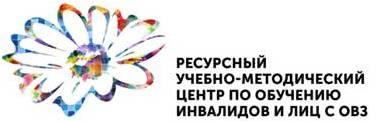 РЕСУРСНЫЙ
УЧЕБНО-МЕТОДИЧЕСКИЙ
ЦЕНТР ПО ОБУЧЕНИЮ
ИНВАЛИДОВ И ЛИЦ С ОВЗ